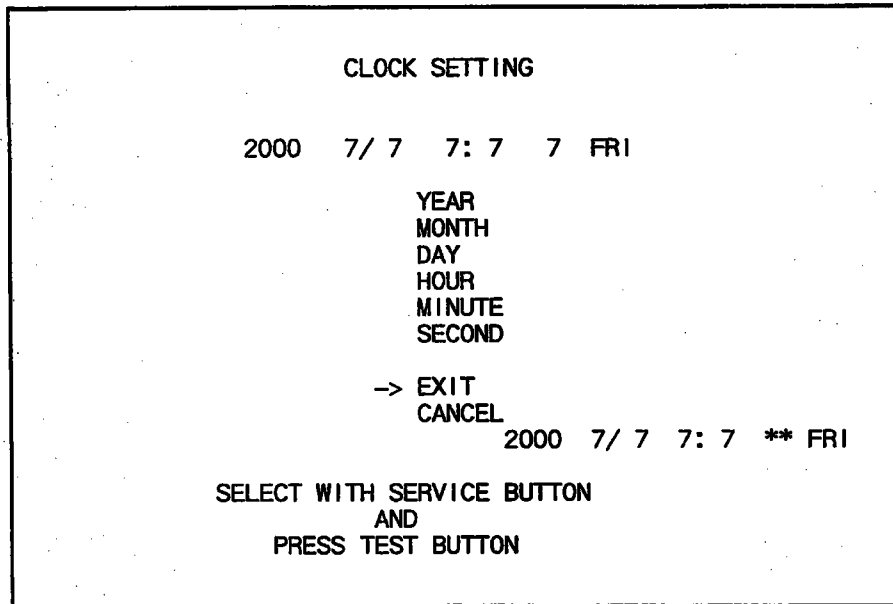 CLOCK SETTING
2000 7/ 7 7: 7 7 FRI
YEAR
MONTH
DAY
HOUR
MINUTE
SECOND
-> EXIT
CANCEL
2000 7/ 7 7: 7 ** FRI
SELECT WITH SERVICE BUTTON
AND
PRESS TEST BUTTON